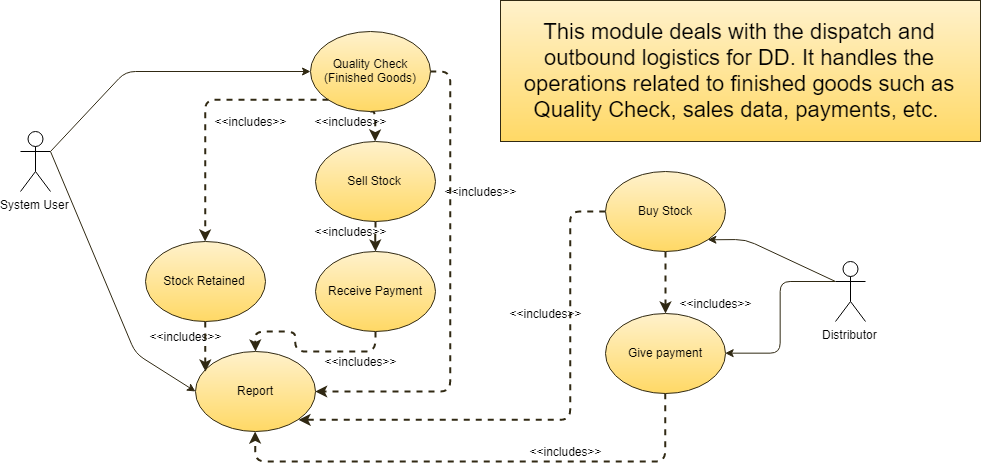 This module deals with the dispatch and
outbound logistics for DD. It handles the
operations related to finished goods such as
Quality Check, sales data, payments, etc.
Quality Check
(Finished Goods)
<<includes>>
<<includes>>
Sell Stock
<<includes>>
System User
Buy Stock
<<includes>>
Stock Retained
Receive Payment
<<includes>>
<<includes>>
Distributor
<<includes>>
Give payment
<<includes>>
Report
<<includes>>